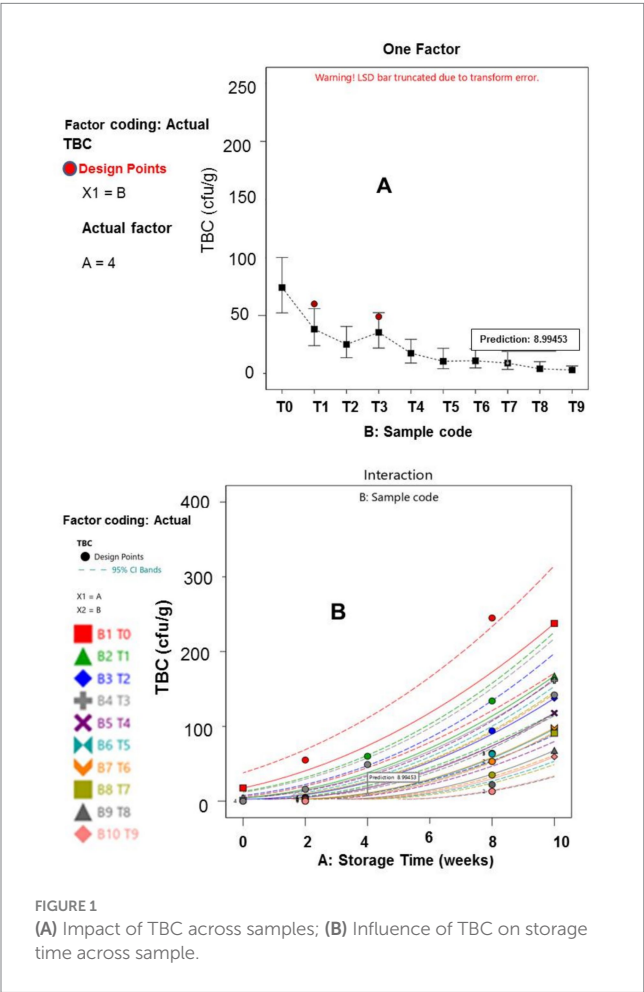 One Factor
Warning! LSD bar truncated due to transform error.
Factor coding: Actual
TBC
Design Points
X1 = B
Actual factor
A = 4
TBC (cfu/g)
250
200
150
100
50
0
A
Prediction: 8.99453
T0 T1 T2 T3 T4 T5 T6 T7 T8 T9
B: Sample code
Interaction
B: Sample code
Factor coding: Actual
TBC
Design Points
95% CI Bands
X1 = A
X2 = B
B1 T0
B2 T1
B3 T2
B4 T3
B5 T4
B6 T5
B7 T6
B8 T7
B9 T8
B10 T9
TBC (cfu/g)
400
300
200
100
0
B
Prediction: 8.99453
0 2 4 6 8 10
A: Storage Time (weeks)
FIGURE 1
(A) Impact of TBC across samples; (B) Influence of TBC on storage
time across sample.